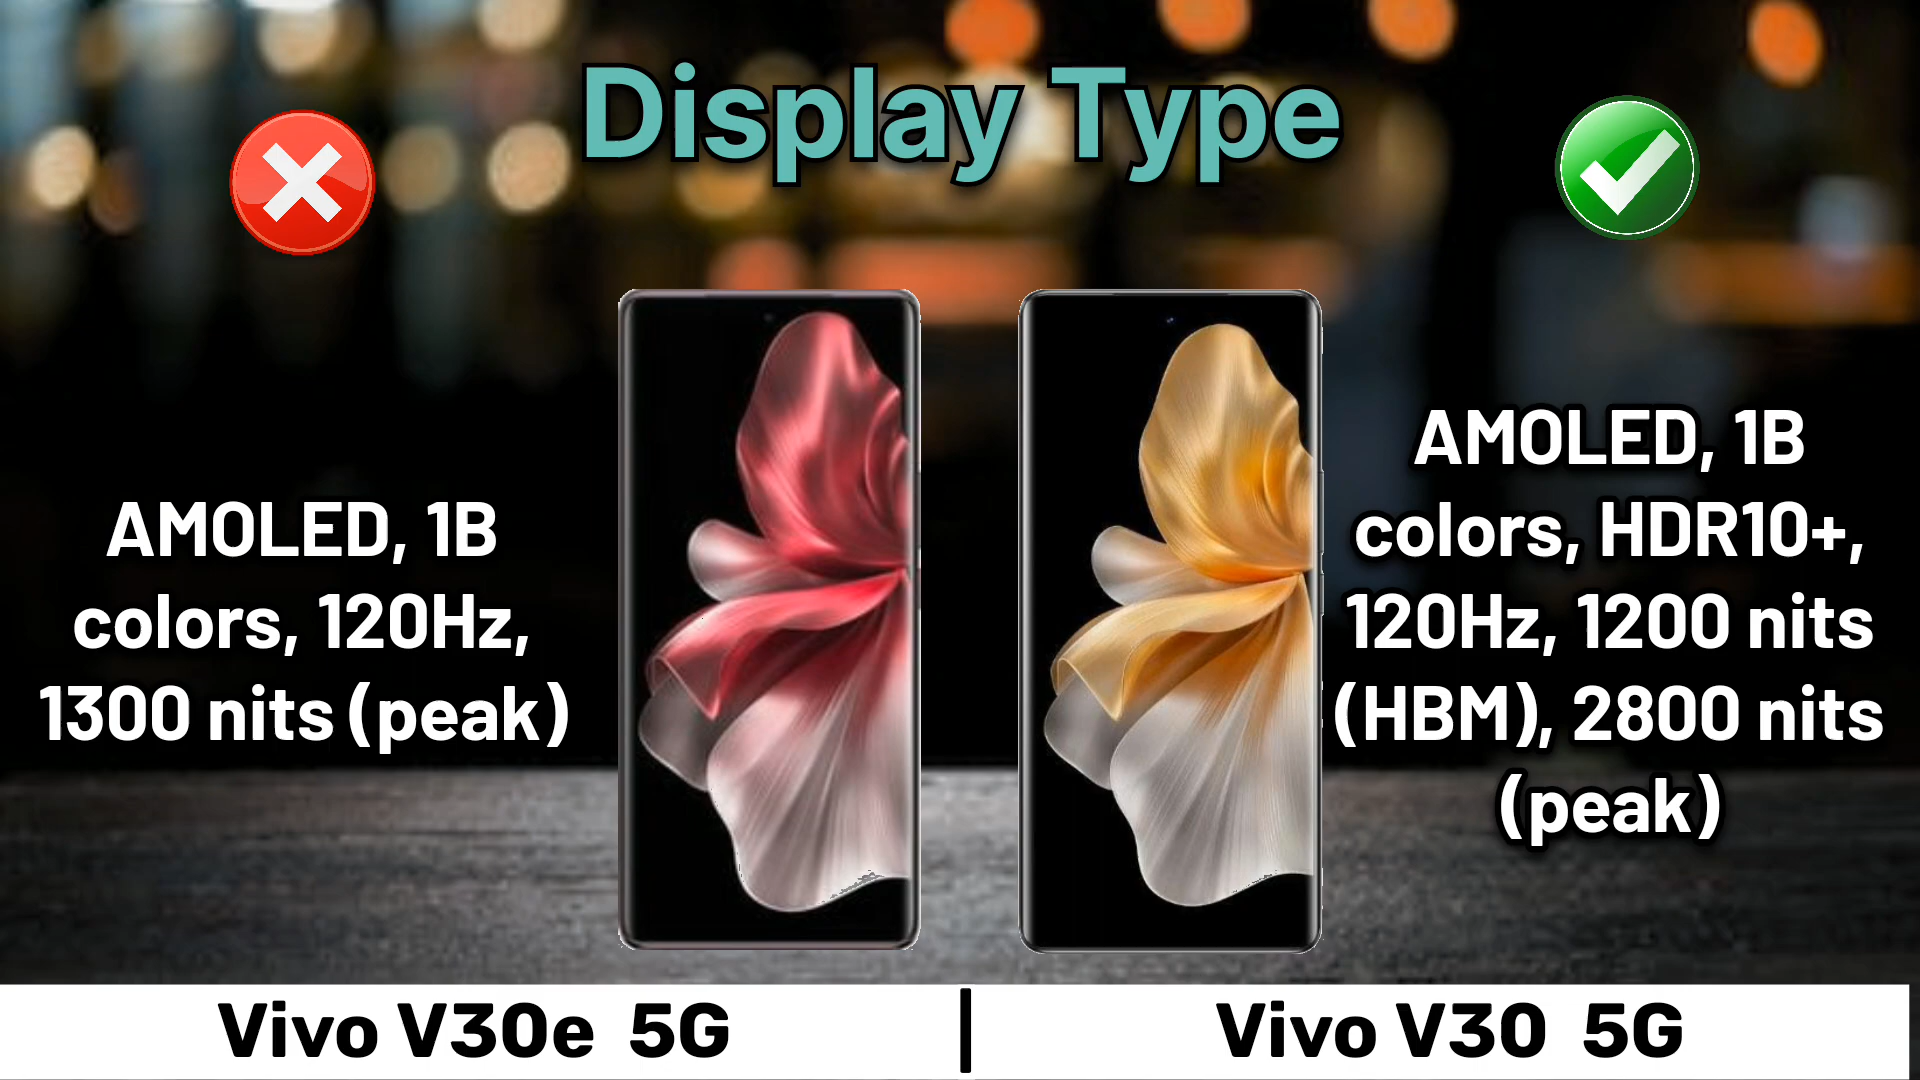 Display Type
AMOLED, 1B
colors, 120Hz,
1300 nits (peak)
AMOLED, 1B
colors, HDR10+,
120Hz, 1200 nits
(HBM), 2800 nits
(peak)
Vivo V30e 5G | Vivo V30 5G